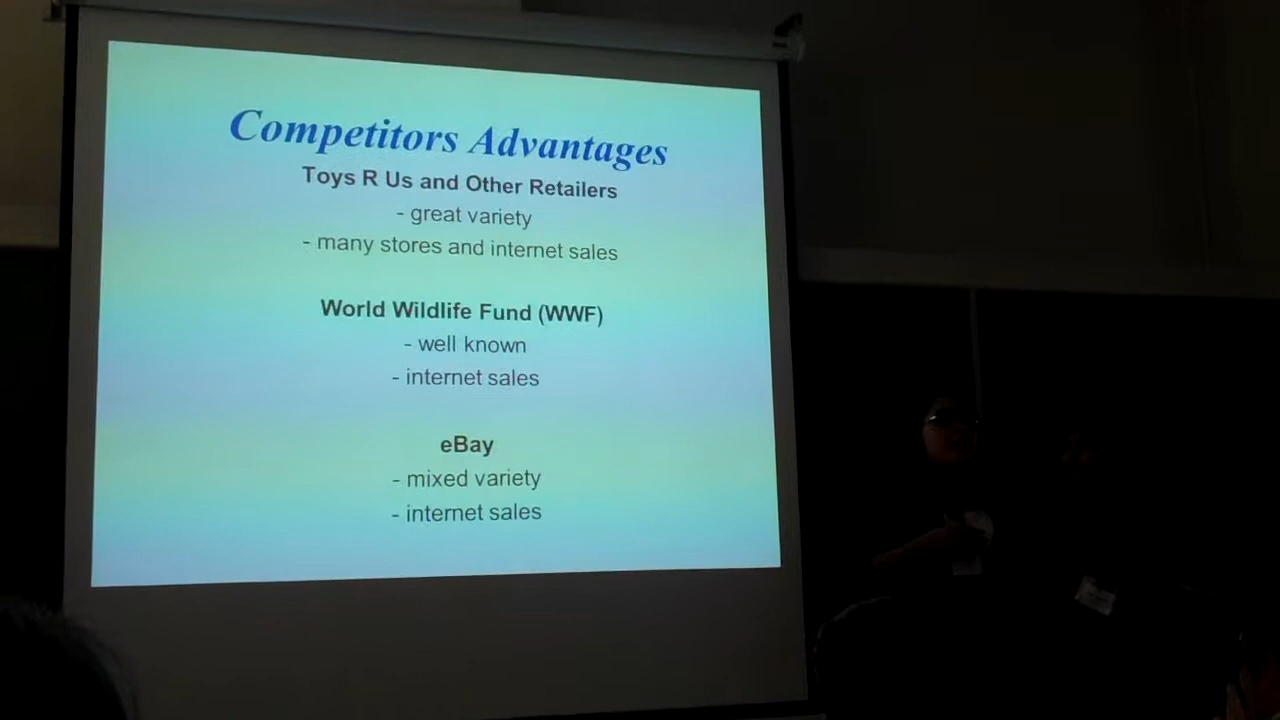 Competitors Advantages
Toys R Us and Other Retailers
- great variety
- many stores and internet sales
World Wildlife Fund (WWF)
- well known
- internet sales
eBay
- mixed variety
- internet sales